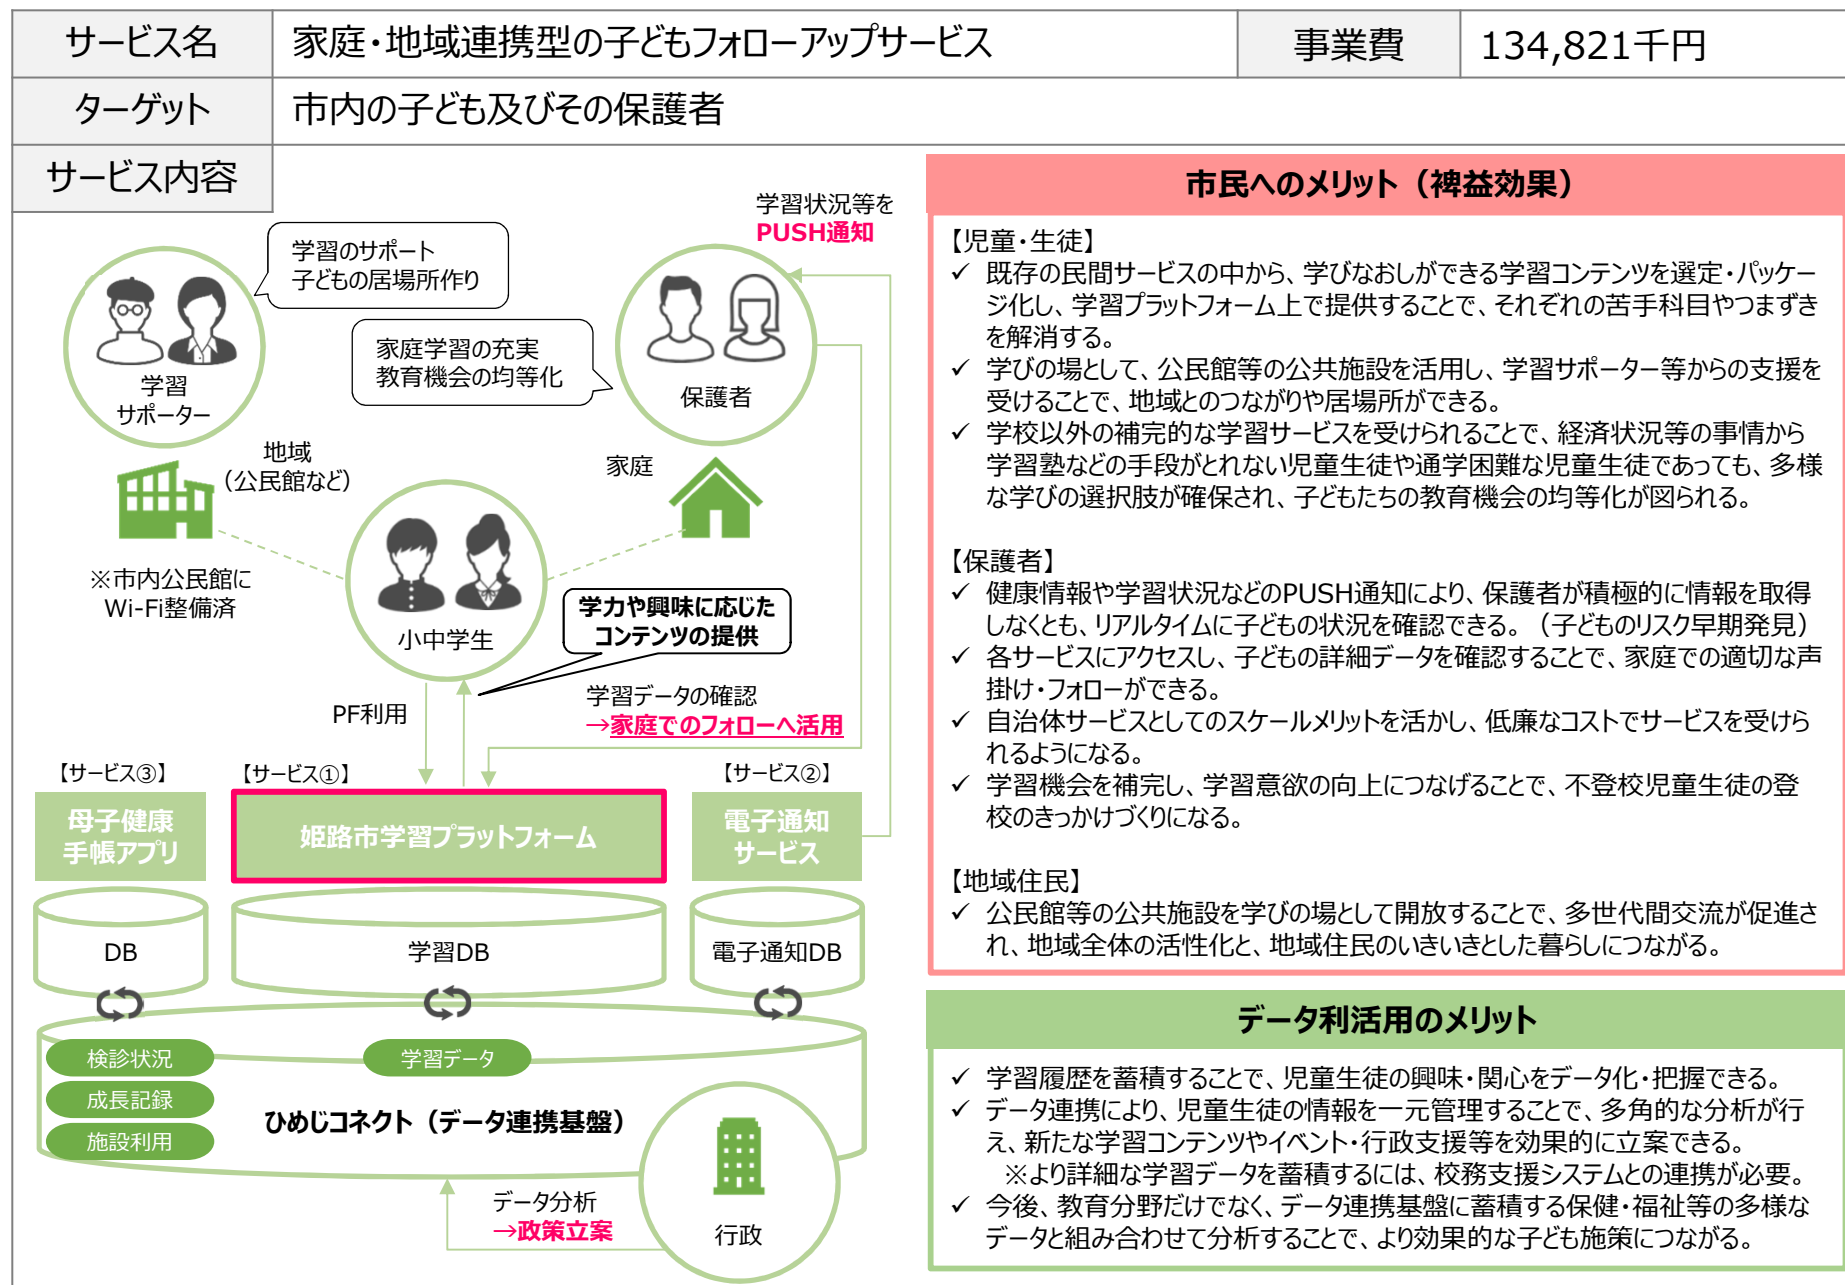 サービス名
家庭・地域連携型の子どもフォローアップサービス
事業費
134,821千円
ターゲット
市内の子ども及びその保護者
サービス内容
学習状況等を
PUSH通知
学習のサポート
子どもの居場所作り
家庭学習の充実
教育機会の均等化
学習
サポーター
保護者
地域
（公民館など）
家庭
※市内公民館に
Wi-Fi整備済
小中学生
学力や興味に応じた
コンテンツの提供
PF利用
学習データの確認
→家庭でのフォローへ活用
【サービス③】
【サービス①】
【サービス②】
母子健康
手帳アプリ
姫路市学習プラットフォーム
電子通知
サービス
DB
学習DB
電子通知DB
検診状況
学習データ
成長記録
施設利用
ひめじコネクト（データ連携基盤）
データ分析
→政策立案
行政
市民へのメリット（裨益効果）
【児童・生徒】
✓ 既存の民間サービスの中から、学びなおしができる学習コンテンツを選定・パッケー
ジ化し、学習プラットフォーム上で提供することで、それぞれの苦手科目やつまずき
を解消する。
✓ 学びの場として、公民館等の公共施設を活用し、学習サポーター等からの支援を
受けることで、地域とのつながりや居場所ができる。
✓ 学校以外の補完的な学習サービスを受けられることで、経済状況等の事情から
学習塾などの手段がとれない児童生徒や通学困難な児童生徒であっても、多様
な学びの選択肢が確保され、子どもたちの教育機会の均等化が図られる。
【保護者】
✓ 健康情報や学習状況などのPUSH通知により、保護者が積極的に情報を取得
しなくとも、リアルタイムに子どもの状況を確認できる。（子どものリスク早期発見）
✓ 各サービスにアクセスし、子どもの詳細データを確認することで、家庭での適切な声
掛け・フォローができる。
✓ 自治体サービスとしてのスケールメリットを活かし、低廉なコストでサービスを受けら
れるようになる。
✓ 学習機会を補完し、学習意欲の向上につなげることで、不登校児童生徒の登
校のきっかけづくりになる。
【地域住民】
✓ 公民館等の公共施設を学びの場として開放することで、多世代間交流が促進さ
れ、地域全体の活性化と、地域住民のいきいきとした暮らしにつながる。
データ利活用のメリット
✓ 学習履歴を蓄積することで、児童生徒の興味・関心をデータ化・把握できる。
✓ データ連携により、児童生徒の情報を一元管理することで、多角的な分析が行
え、新たな学習コンテンツやイベント・行政支援等を効果的に立案できる。
※より詳細な学習データを蓄積するには、校務支援システムとの連携が必要。
✓ 今後、教育分野だけでなく、データ連携基盤に蓄積する保健・福祉等の多様な
データと組み合わせて分析することで、より効果的な子ども施策につながる。